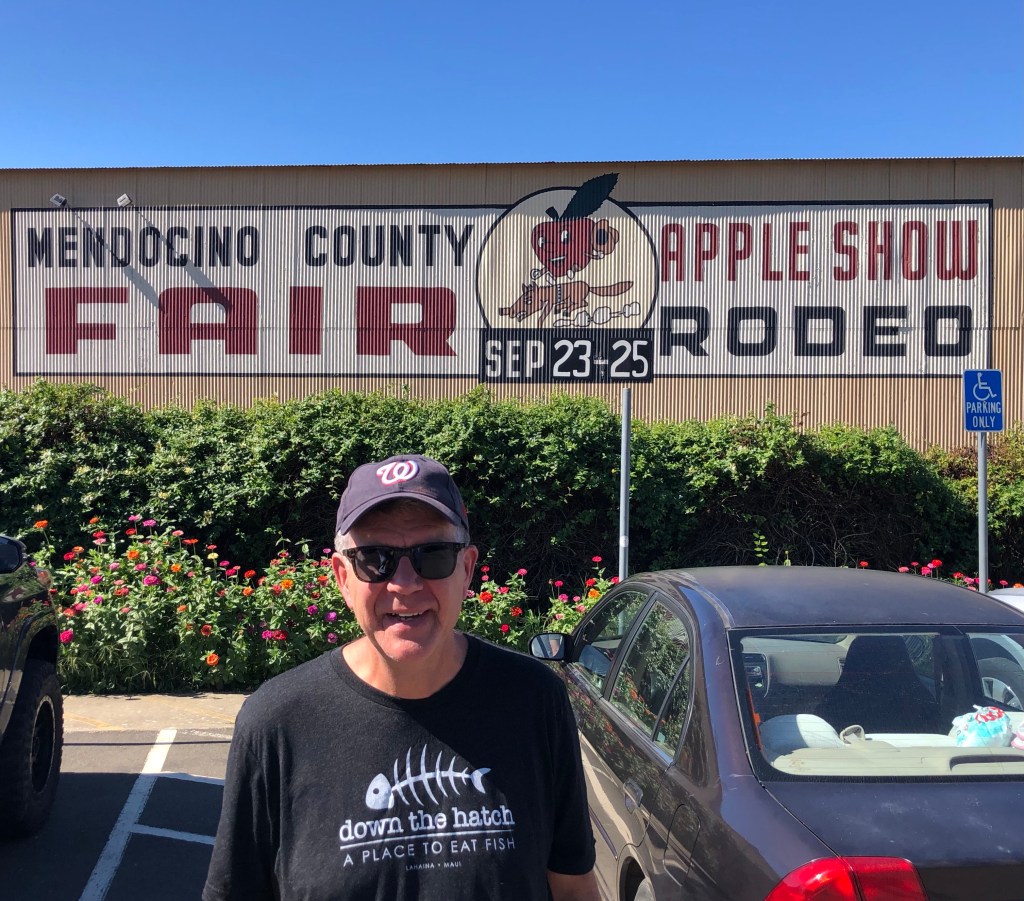 MENDOCINO COUNTY
FAIR
APPLE SHOW
RODEO
SEP 23-25
PARKING
ONLY
W
down the hatch
A PLACE TO EAT FISH
LAHAINA • MAUI